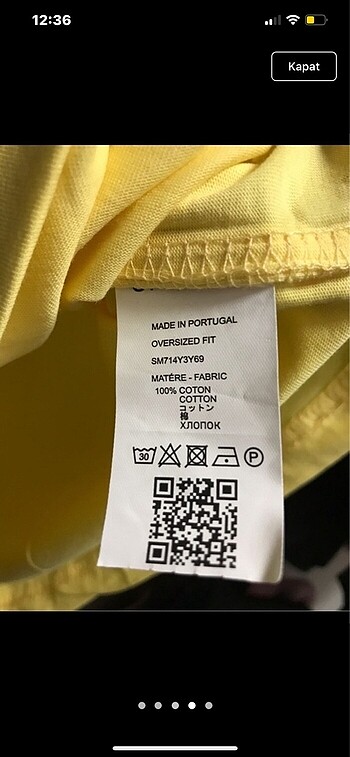 12:36
Kapat
MADE IN PORTUGAL
OVERSIZED FIT
SM714Y3Y69
MATÉRE - FABRIC
100% COTON
COTTON
コットン
棉
ХЛОПОК
30
P